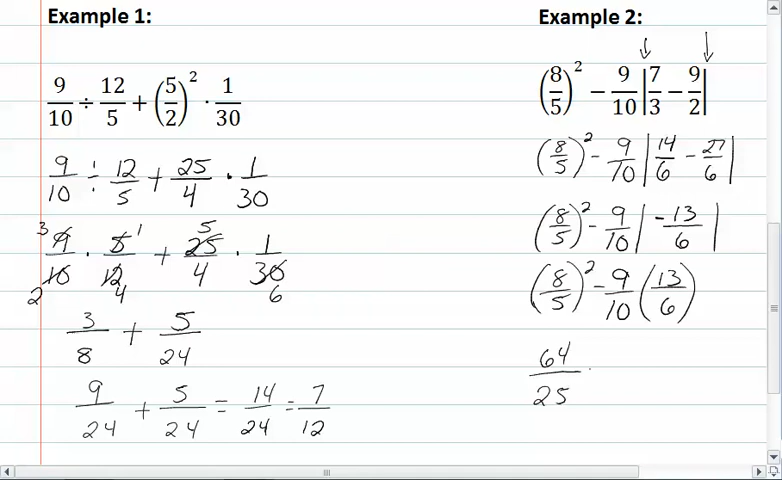 Example 1:
9/10 ÷ 12/5 + (5/2)^2 · 1/30
9/10 ÷ 12/5 + 25/4 · 1/30
3 9/10 2 · 5 1/12 4 + 5 25/4 · 1/30 6
3/8 + 5/24
9/24 + 5/24 = 14/24 = 7/12
Example 2:
(8/5)^2 − 9/10 |7/3 − 9/2|
(8/5)^2 − 9/10 |14/6 − 27/6|
(8/5)^2 − 9/10 |−13/6|
(8/5)^2 − 9/10 (13/6)
64/25